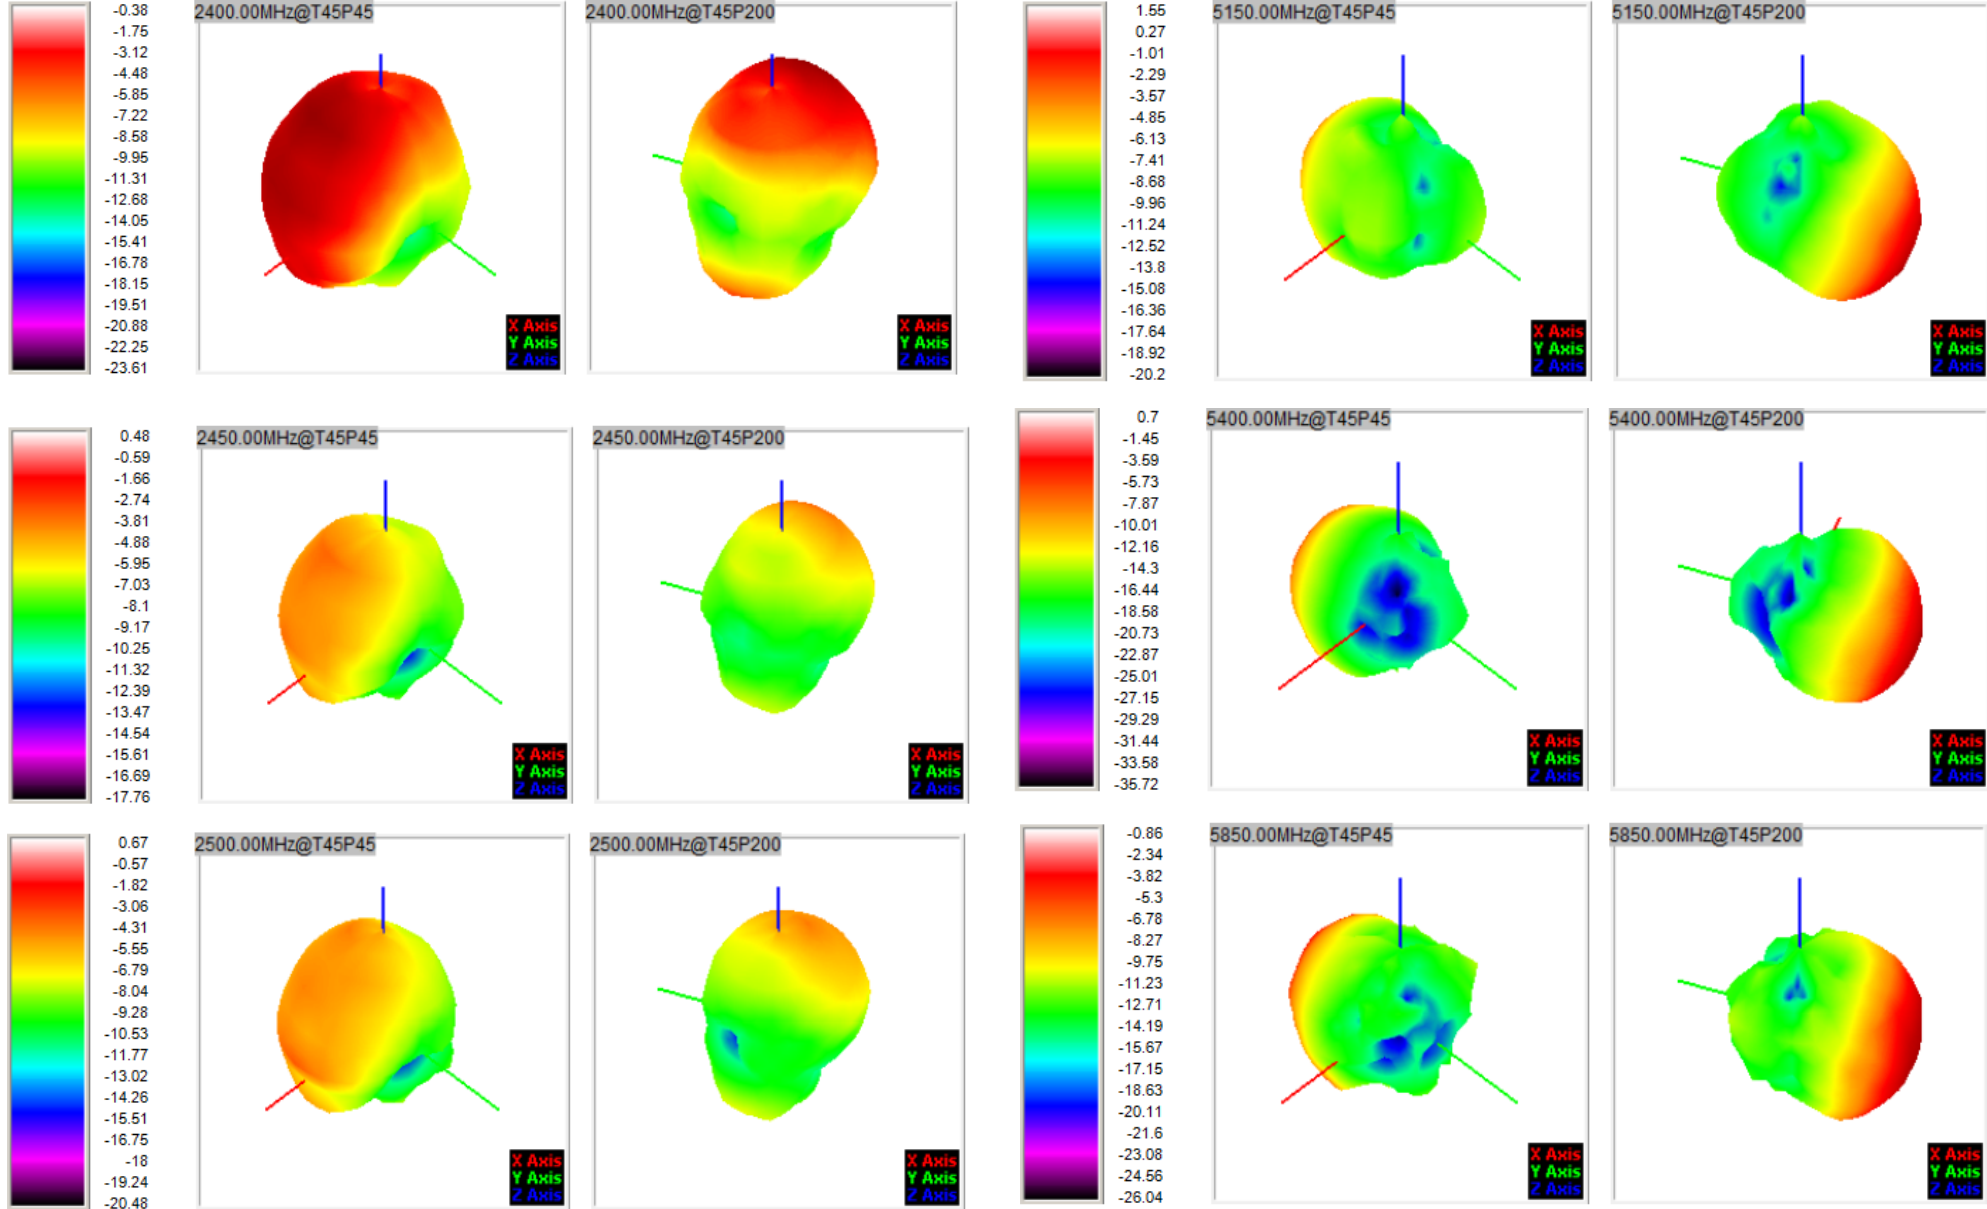 2400.00MHz@T45P45
2400.00MHz@T45P200
-0.38
-1.75
-3.12
-4.48
-5.85
-7.22
-8.58
-9.95
-11.31
-12.68
-14.05
-15.41
-16.78
-18.15
-19.51
-20.88
-22.25
-23.61
X Axis
Y Axis
Z Axis
X Axis
Y Axis
Z Axis
5150.00MHz@T45P45
5150.00MHz@T45P200
1.55
0.27
-1.01
-2.29
-3.57
-4.85
-6.13
-7.41
-8.68
-9.96
-11.24
-12.52
-13.8
-15.08
-16.36
-17.64
-18.92
-20.2
X Axis
Y Axis
Z Axis
X Axis
Y Axis
Z Axis
2450.00MHz@T45P45
2450.00MHz@T45P200
0.48
-0.59
-1.66
-2.74
-3.81
-4.88
-5.95
-7.03
-8.1
-9.17
-10.25
-11.32
-12.39
-13.47
-14.54
-15.61
-16.69
-17.76
X Axis
Y Axis
Z Axis
X Axis
Y Axis
Z Axis
5400.00MHz@T45P45
5400.00MHz@T45P200
0.7
-1.45
-3.59
-5.73
-7.87
-10.01
-12.16
-14.3
-16.44
-18.58
-20.73
-22.87
-25.01
-27.15
-29.29
-31.44
-33.58
-35.72
X Axis
Y Axis
Z Axis
X Axis
Y Axis
Z Axis
2500.00MHz@T45P45
2500.00MHz@T45P200
0.67
-0.57
-1.82
-3.06
-4.31
-5.55
-6.79
-8.04
-9.28
-10.53
-11.77
-13.02
-14.26
-15.51
-16.75
-18
-19.24
-20.48
X Axis
Y Axis
Z Axis
X Axis
Y Axis
Z Axis
5850.00MHz@T45P45
5850.00MHz@T45P200
-0.86
-2.34
-3.82
-5.3
-6.78
-8.27
-9.75
-11.23
-12.71
-14.19
-15.67
-17.15
-18.63
-20.11
-21.6
-23.08
-24.56
-26.04
X Axis
Y Axis
Z Axis
X Axis
Y Axis
Z Axis